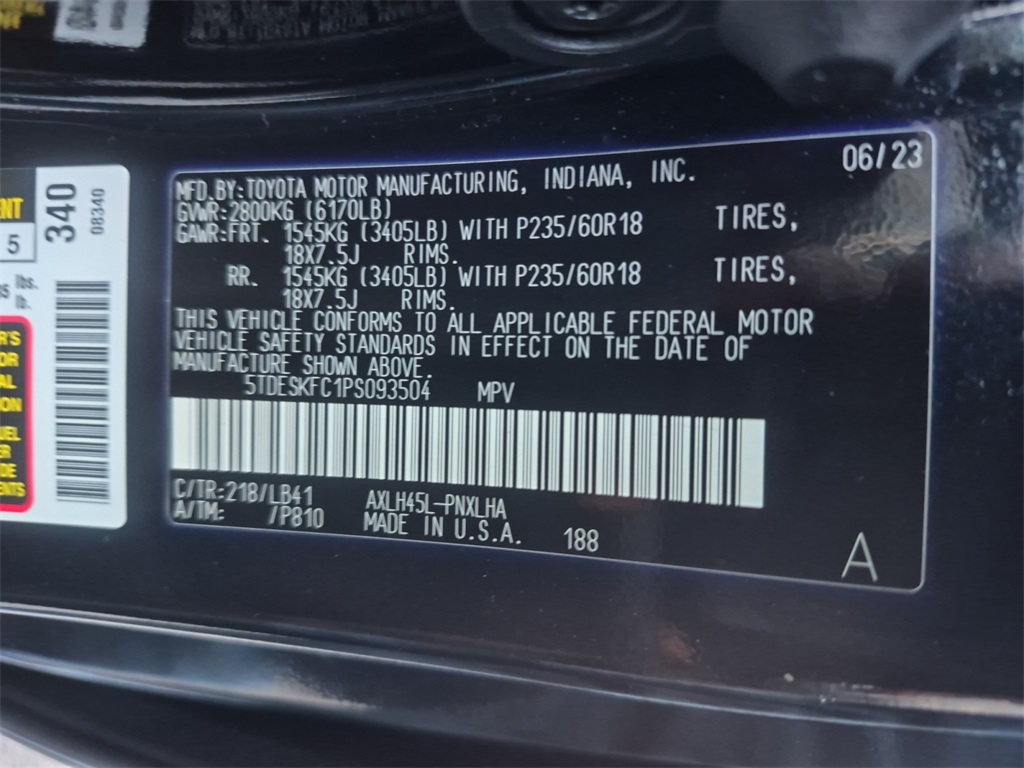 06/23
MFD.BY:TOYOTA MOTOR MANUFACTURING, INDIANA, INC.
GVWR:2800KG (6170LB)
GAWR:FRT. 1545KG (3405LB) WITH P235/60R18 TIRES,
18X7.5J RIMS.
RR. 1545KG (3405LB) WITH P235/60R18 TIRES,
18X7.5J RIMS.
THIS VEHICLE CONFORMS TO ALL APPLICABLE FEDERAL MOTOR
VEHICLE SAFETY STANDARDS IN EFFECT ON THE DATE OF
MANUFACTURE SHOWN ABOVE.
5TDESKFC1PS093504 MPV
C/TR:218/LB41 AXLH45L-PNXLHA
A/TM: /P810 MADE IN U.S.A. 188
A
340
08340
5
lbs.
lb.